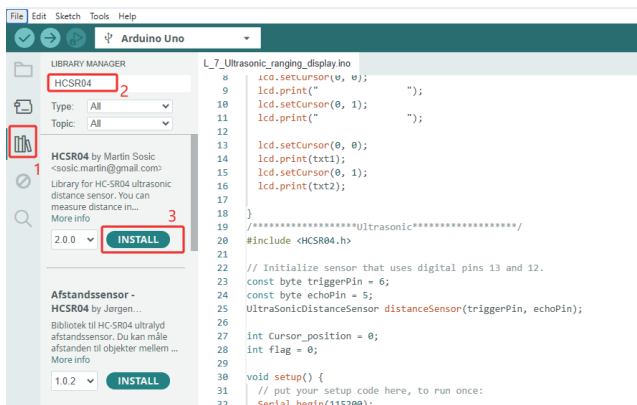 File Edit Sketch Tools Help
Arduino Uno
LIBRARY MANAGER
HCSR04
2
Type: All
Topic: All
1
HCSR04 by Martin Sosic
<sosic.martin@gmail.com>
Library for HC-SR04 ultrasonic
distance sensor. You can
measure distance in...
More info
3
2.0.0 INSTALL
Afstandssensor -
HCSR04 by Jørgen...
Bibliotek til HC-SR04 ultralyd
afstandssensor. Du kan måle
afstanden til objekter mellem ...
More info
1.0.2 INSTALL
L_7_Ultrasonic_ranging_display.ino
8 lcd.setCursor(0, 0);
9 lcd.print("                ");
10 lcd.setCursor(0, 1);
11 lcd.print("                ");
12
13 lcd.setCursor(0, 0);
14 lcd.print(txt1);
15 lcd.setCursor(0, 1);
16 lcd.print(txt2);
17
18 }
19 /*******************Ultrasonic*******************/
20 #include <HCSR04.h>
21
22 // Initialize sensor that uses digital pins 13 and 12.
23 const byte triggerPin = 6;
24 const byte echoPin = 5;
25 UltraSonicDistanceSensor distanceSensor(triggerPin, echoPin);
26
27 int Cursor_position = 0;
28 int flag = 0;
29
30 void setup() {
31 // put your setup code here, to run once:
32 Serial.begin(115200);